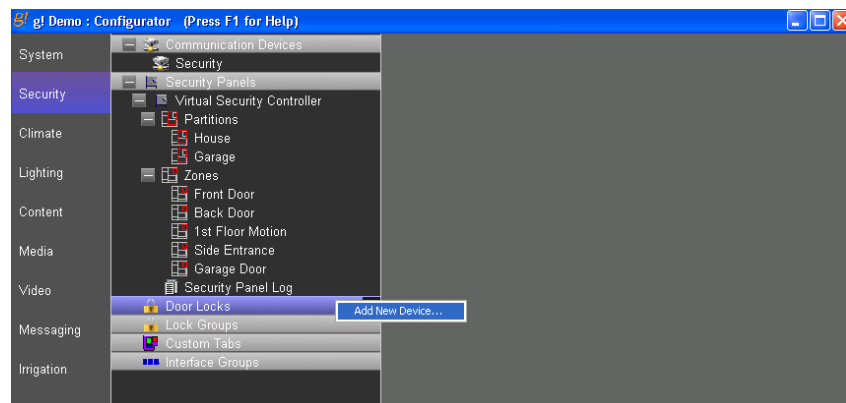 g! g! Demo : Configurator (Press F1 for Help)
System
Security
Climate
Lighting
Content
Media
Video
Messaging
Irrigation
Communication Devices
Security
Security Panels
Virtual Security Controller
Partitions
House
Garage
Zones
Front Door
Back Door
1st Floor Motion
Side Entrance
Garage Door
Security Panel Log
Door Locks
Add New Device...
Lock Groups
Custom Tabs
Interface Groups